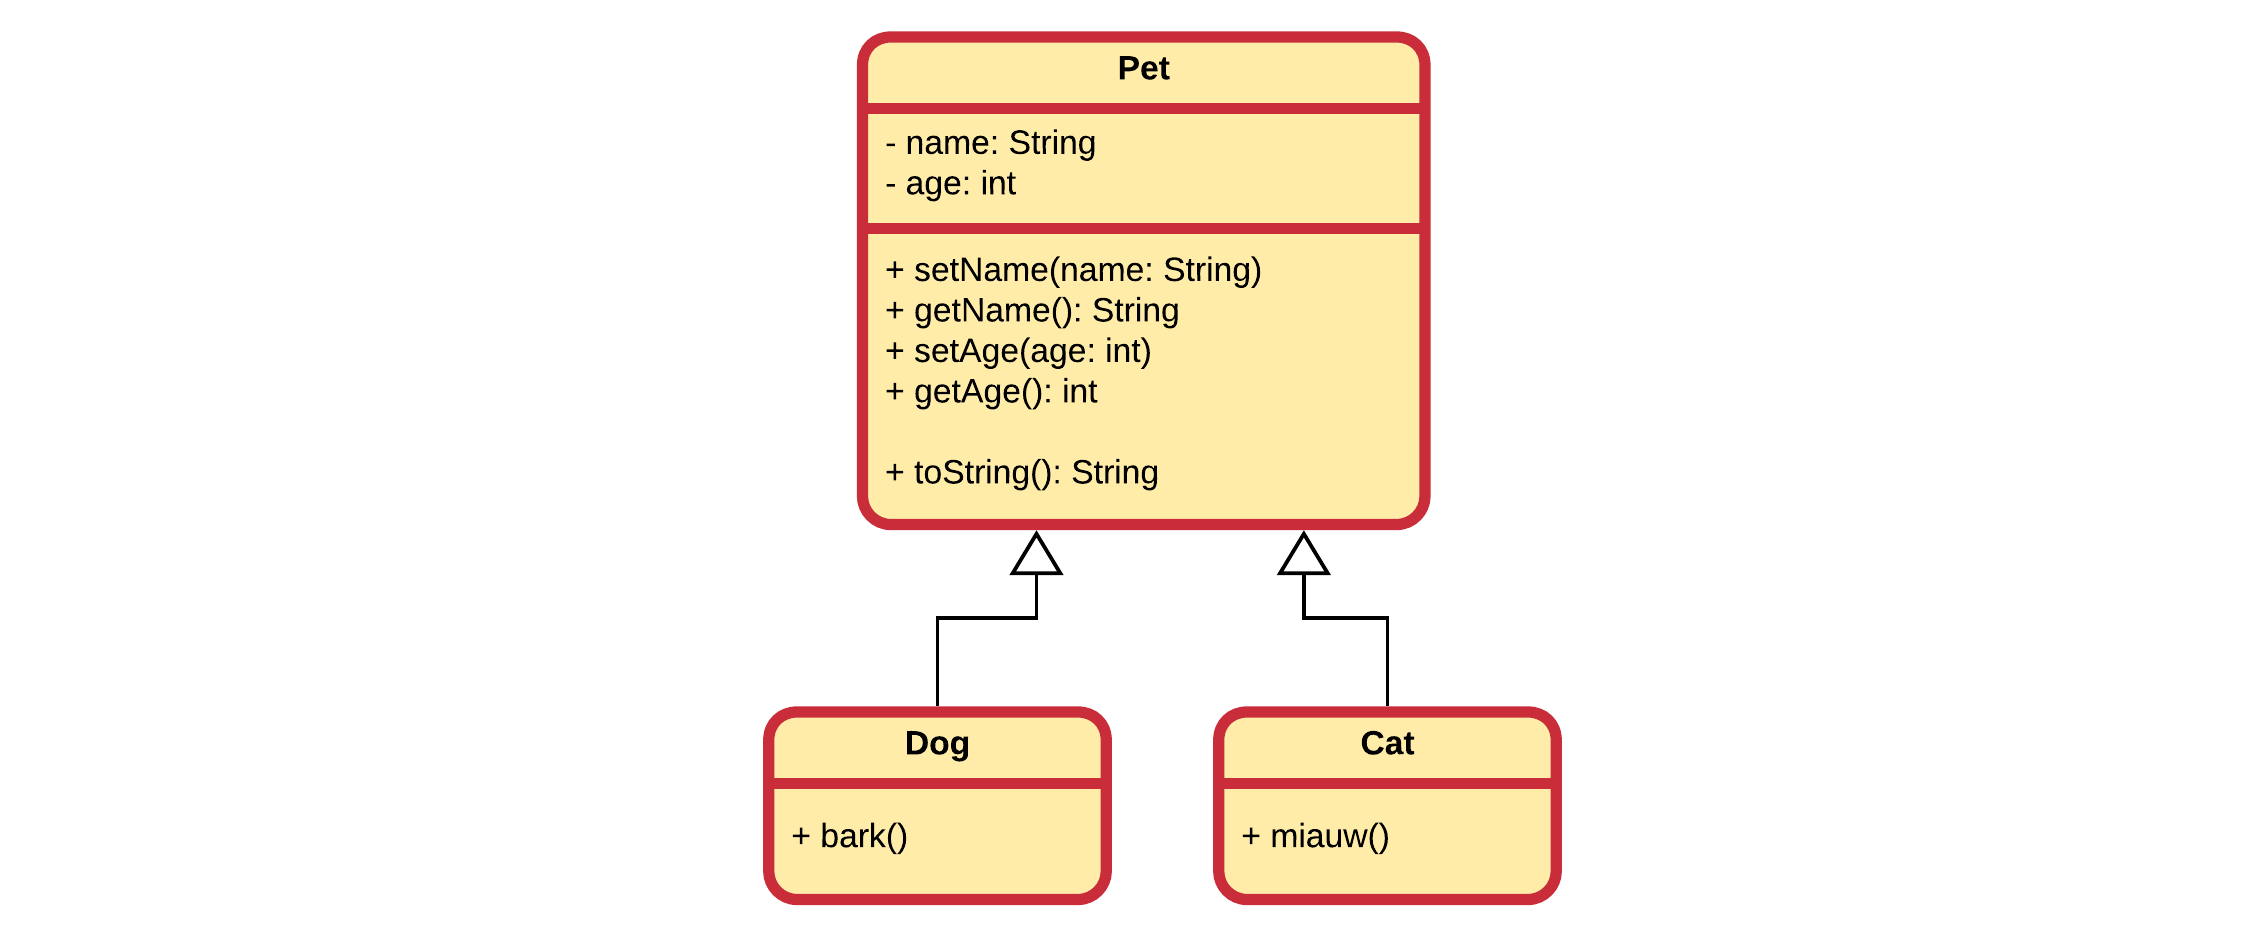 Pet
- name: String
- age: int
+ setName(name: String)
+ getName(): String
+ setAge(age: int)
+ getAge(): int
+ toString(): String
Dog
+ bark()
Cat
+ miauw()